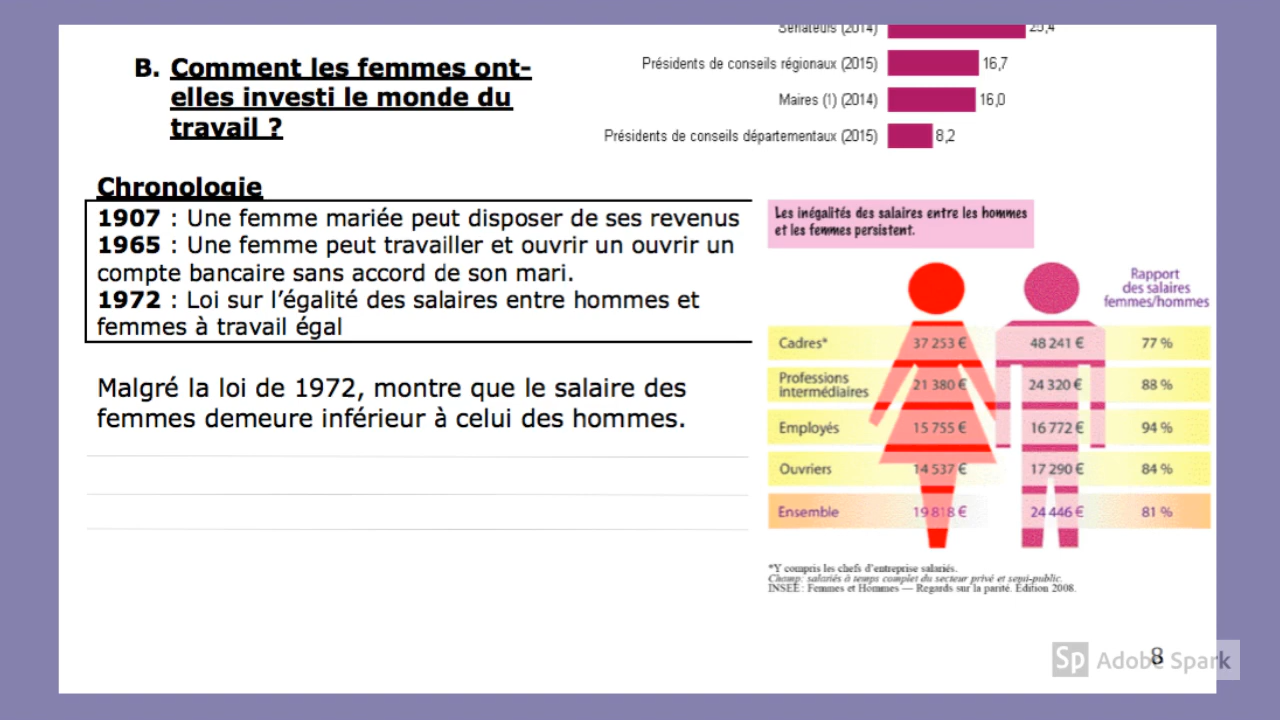 Sénateurs (2014) 25,4
B. Comment les femmes ont-
elles investi le monde du
travail ?
Présidents de conseils régionaux (2015) 16,7
Maires (1) (2014) 16,0
Présidents de conseils départementaux (2015) 8,2
Chronologie
1907 : Une femme mariée peut disposer de ses revenus
1965 : Une femme peut travailler et ouvrir un ouvrir un
compte bancaire sans accord de son mari.
1972 : Loi sur l’égalité des salaires entre hommes et
femmes à travail égal
Malgré la loi de 1972, montre que le salaire des
femmes demeure inférieur à celui des hommes.
Les inégalités des salaires entre les hommes
et les femmes persistent.
Rapport
des salaires
femmes/hommes
Cadres* 37 253 € 48 241 € 77 %
Professions
intermédiaires 21 380 € 24 320 € 88 %
Employés 15 755 € 16 772 € 94 %
Ouvriers 14 537 € 17 290 € 84 %
Ensemble 19 818 € 24 446 € 81 %
*Y compris les chefs d'entreprise salariés.
Champ: salariés à temps complet du secteur privé et semi-public.
INSEE : Femmes et Hommes — Regards sur la parité. Édition 2008.
8
Sp Adobe Spark